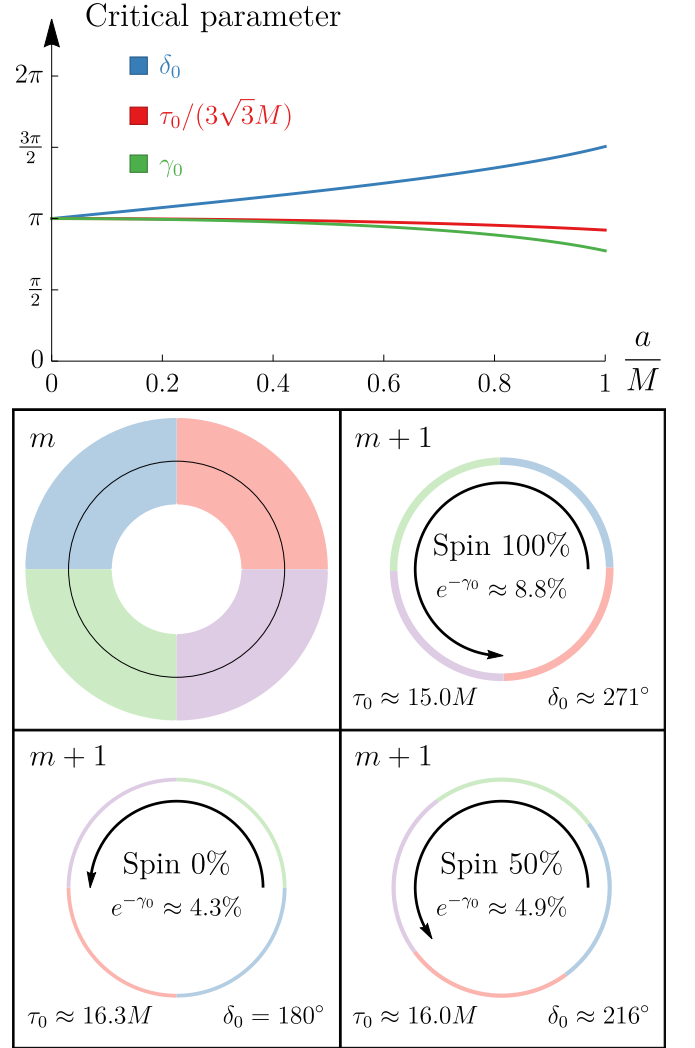 Critical parameter
δ₀
τ₀/(3√3M)
γ₀
2π
3π/2
π
π/2
0
0 0.2 0.4 0.6 0.8 1
a/M
m
m + 1
Spin 100%
e^{−γ₀} ≈ 8.8%
τ₀ ≈ 15.0M δ₀ ≈ 271°
m + 1
Spin 0%
e^{−γ₀} ≈ 4.3%
τ₀ ≈ 16.3M δ₀ = 180°
m + 1
Spin 50%
e^{−γ₀} ≈ 4.9%
τ₀ ≈ 16.0M δ₀ ≈ 216°